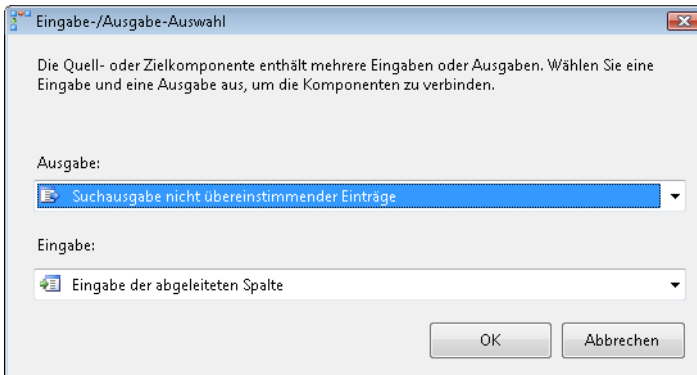 Eingabe-/Ausgabe-Auswahl
Die Quell- oder Zielkomponente enthält mehrere Eingaben oder Ausgaben. Wählen Sie eine
Eingabe und eine Ausgabe aus, um die Komponenten zu verbinden.
Ausgabe:
Suchausgabe nicht übereinstimmender Einträge
Eingabe:
Eingabe der abgeleiteten Spalte
OK Abbrechen